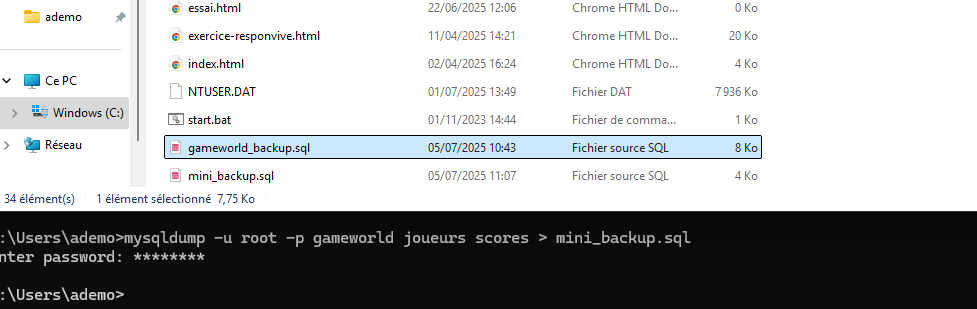 ademo
Ce PC
Windows (C:)
Réseau
essai.html 22/06/2025 12:06 Chrome HTML Do... 0 Ko
exercice-responvive.html 11/04/2025 14:21 Chrome HTML Do... 20 Ko
index.html 02/04/2025 16:24 Chrome HTML Do... 4 Ko
NTUSER.DAT 01/07/2025 13:49 Fichier DAT 7 936 Ko
start.bat 01/11/2023 14:44 Fichier de comma... 1 Ko
gameworld_backup.sql 05/07/2025 10:43 Fichier source SQL 8 Ko
mini_backup.sql 05/07/2025 11:07 Fichier source SQL 4 Ko
34 élément(s) 1 élément sélectionné 7,75 Ko
:\Users\ademo>mysqldump -u root -p gameworld joueurs scores > mini_backup.sql
nter password: ********
:\Users\ademo>